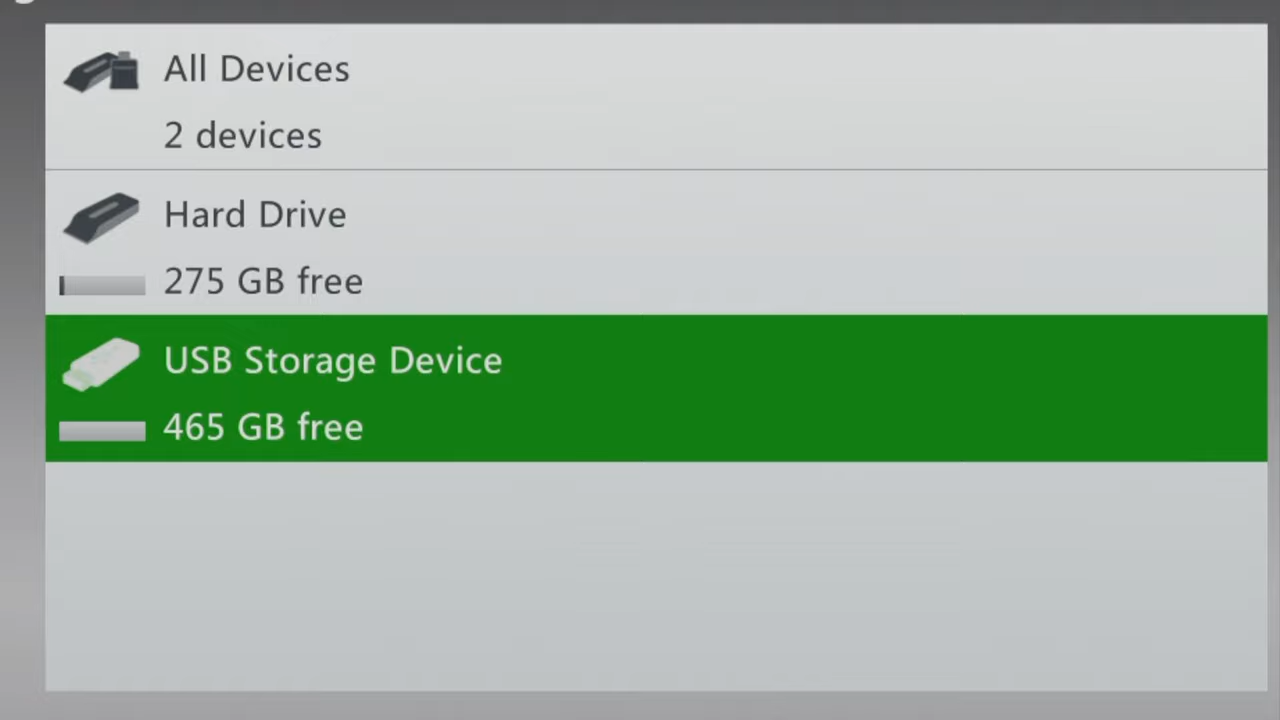 All Devices
2 devices
Hard Drive
275 GB free
USB Storage Device
465 GB free